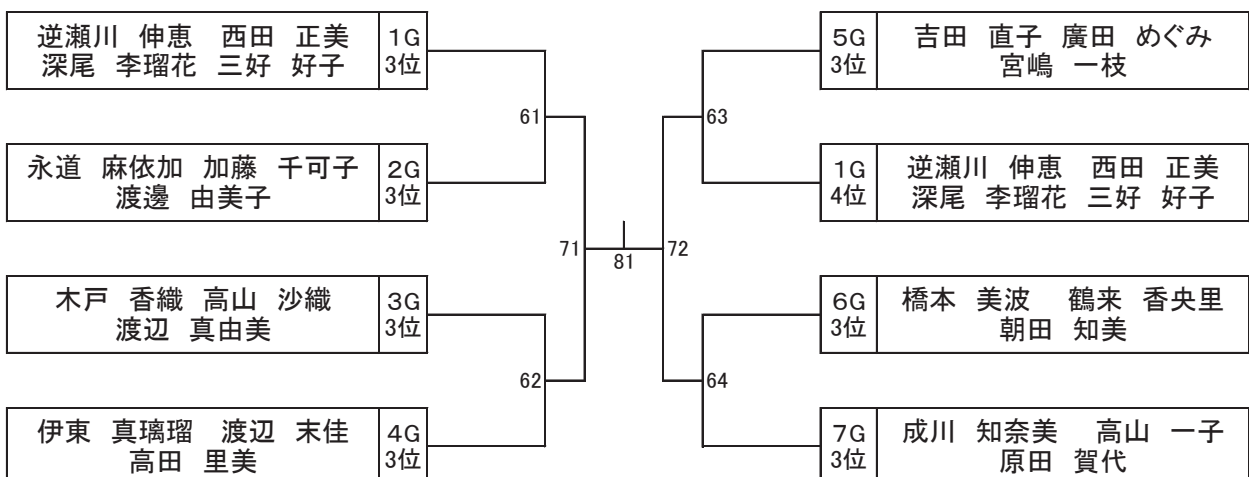 逆瀬川 伸恵 西田 正美
深尾 李瑠花 三好 好子
1G
3位
永道 麻依加 加藤 千可子
渡邊 由美子
2G
3位
木戸 香織 高山 沙織
渡辺 真由美
3G
3位
伊東 真璃瑠 渡辺 末佳
高田 里美
4G
3位
61
62
71
81
72
63
64
5G
3位
吉田 直子 廣田 めぐみ
宮嶋 一枝
1G
4位
逆瀬川 伸恵 西田 正美
深尾 李瑠花 三好 好子
6G
3位
橋本 美波 鶴来 香央里
朝田 知美
7G
3位
成川 知奈美 高山 一子
原田 賀代